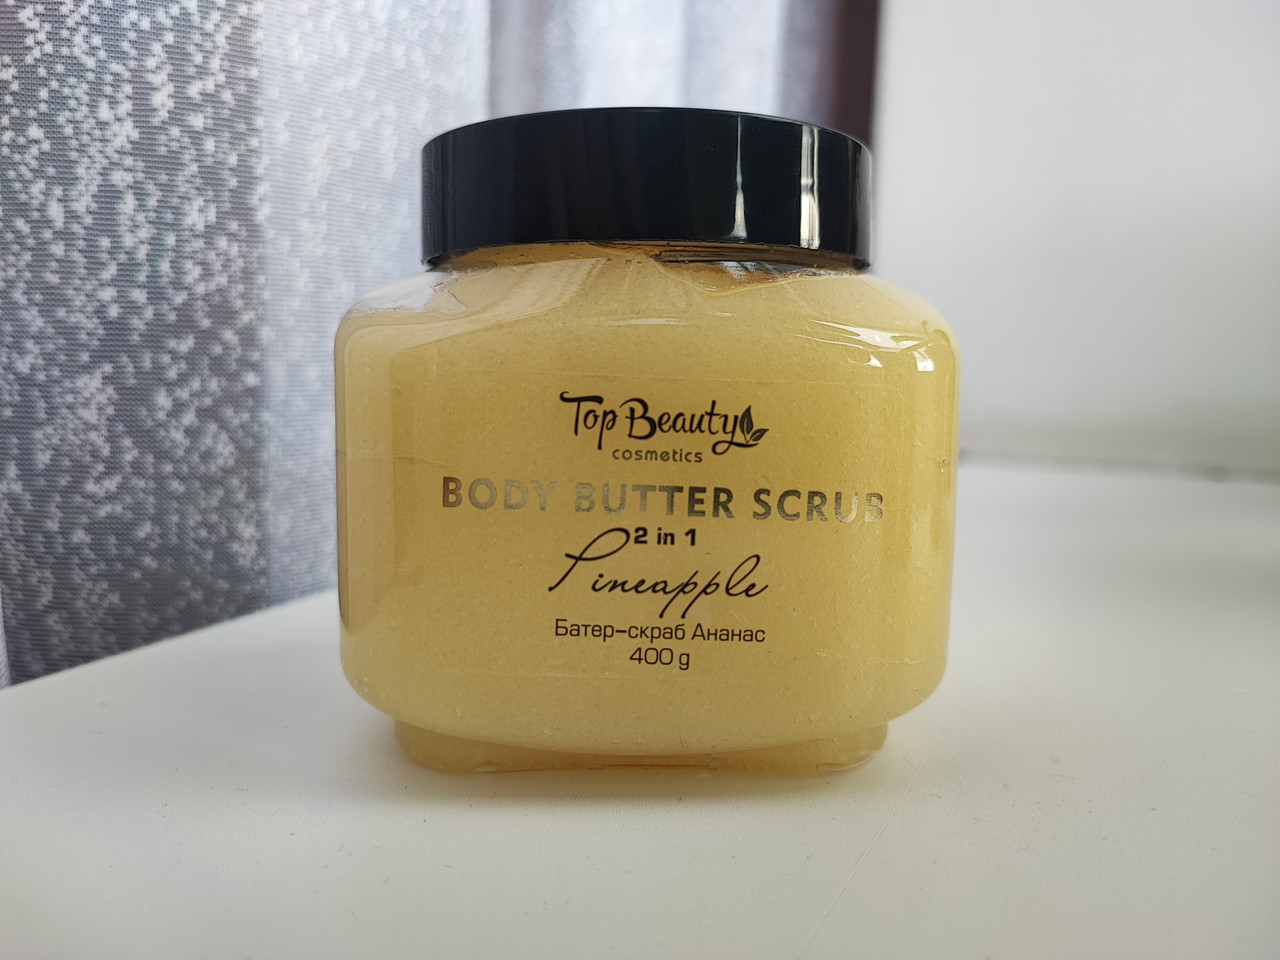 Top Beauty
cosmetics
BODY BUTTER SCRUB
2 in 1
Pineapple
Батер-скраб Ананас
400 g